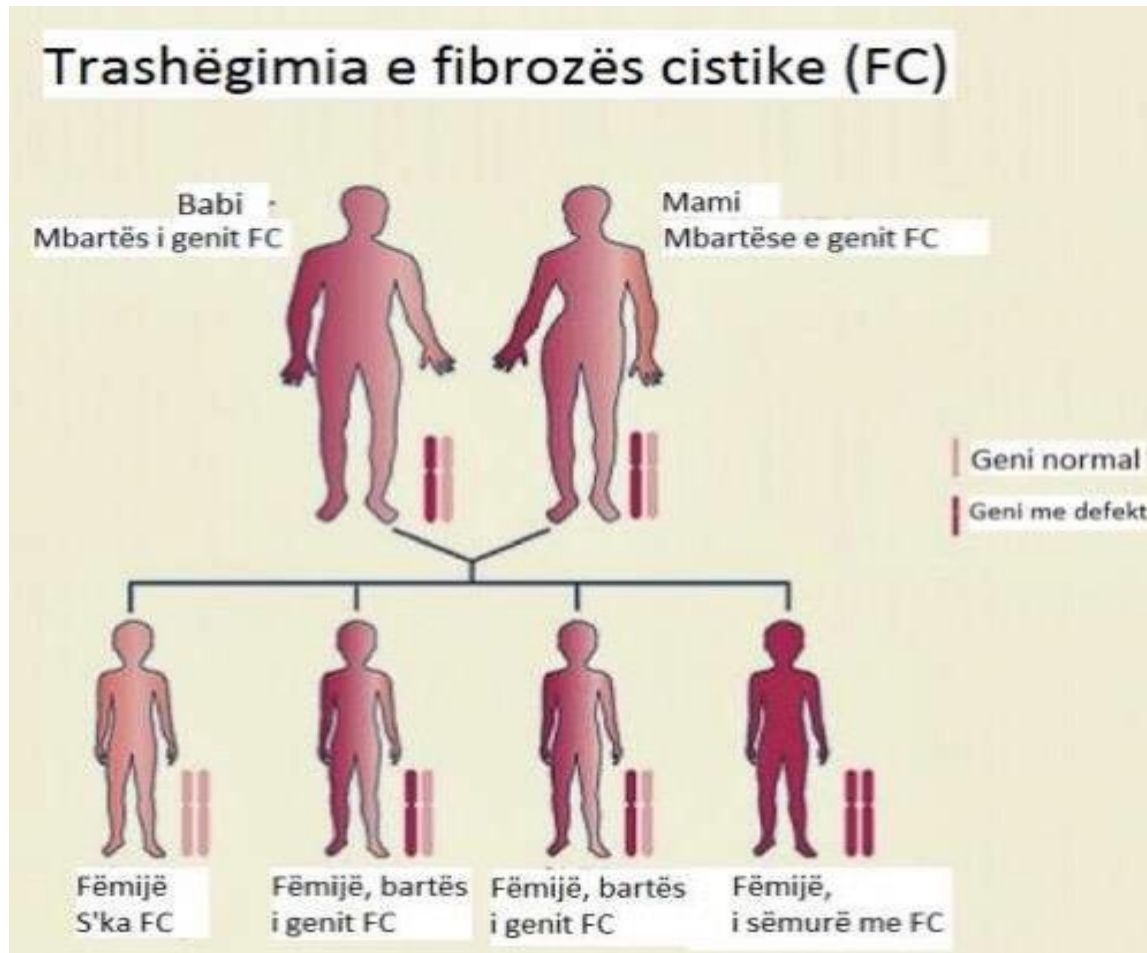 Trashëgimia e fibrozës cistike (FC)
Babi
Mbartës i genit FC
Mami
Mbartëse e genit FC
Geni normal
Geni me defekt
Fëmijë
S'ka FC
Fëmijë, bartës
i genit FC
Fëmijë, bartës
i genit FC
Fëmijë,
i sëmurë me FC